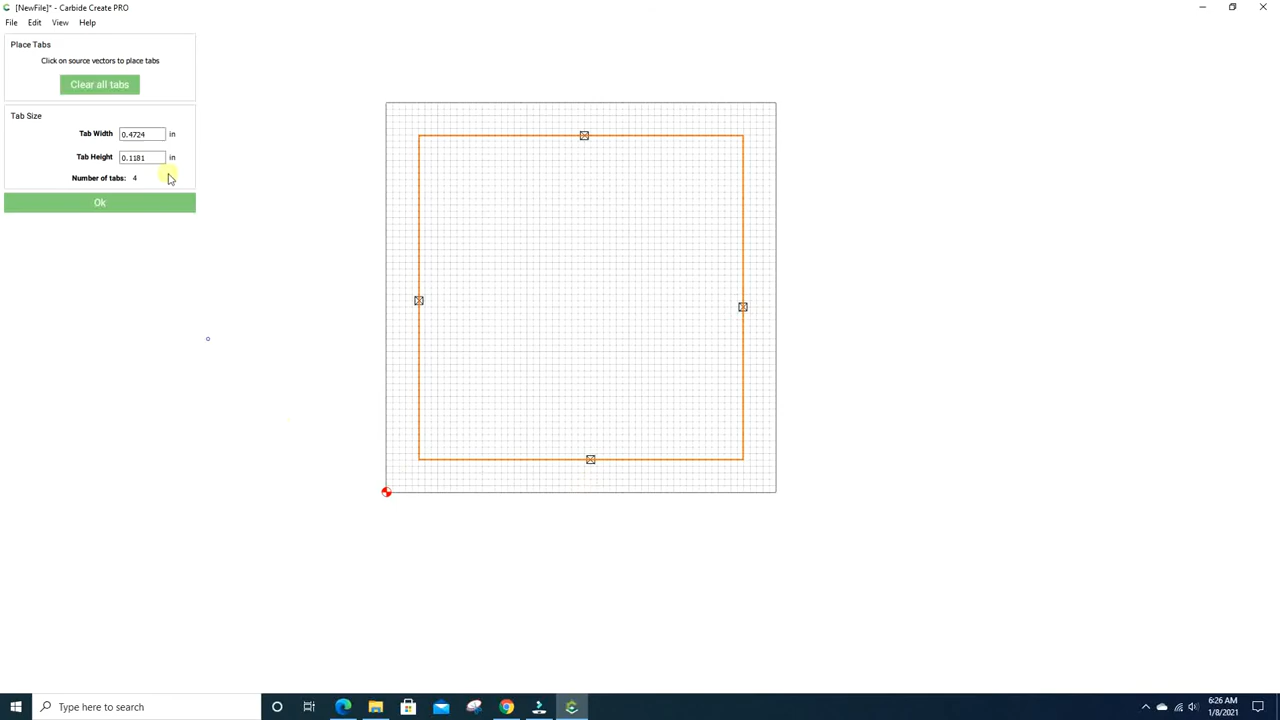 [NewFile]* - Carbide Create PRO
File Edit View Help
Place Tabs
Click on source vectors to place tabs
Clear all tabs
Tab Size
Tab Width 0.4724 in
Tab Height 0.1181 in
Number of tabs: 4
Ok
Type here to search
6:26 AM
1/8/2021